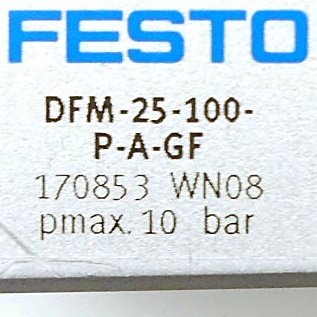 FESTO
DFM-25-100-
P-A-GF
170853 WN08
pmax. 10 bar